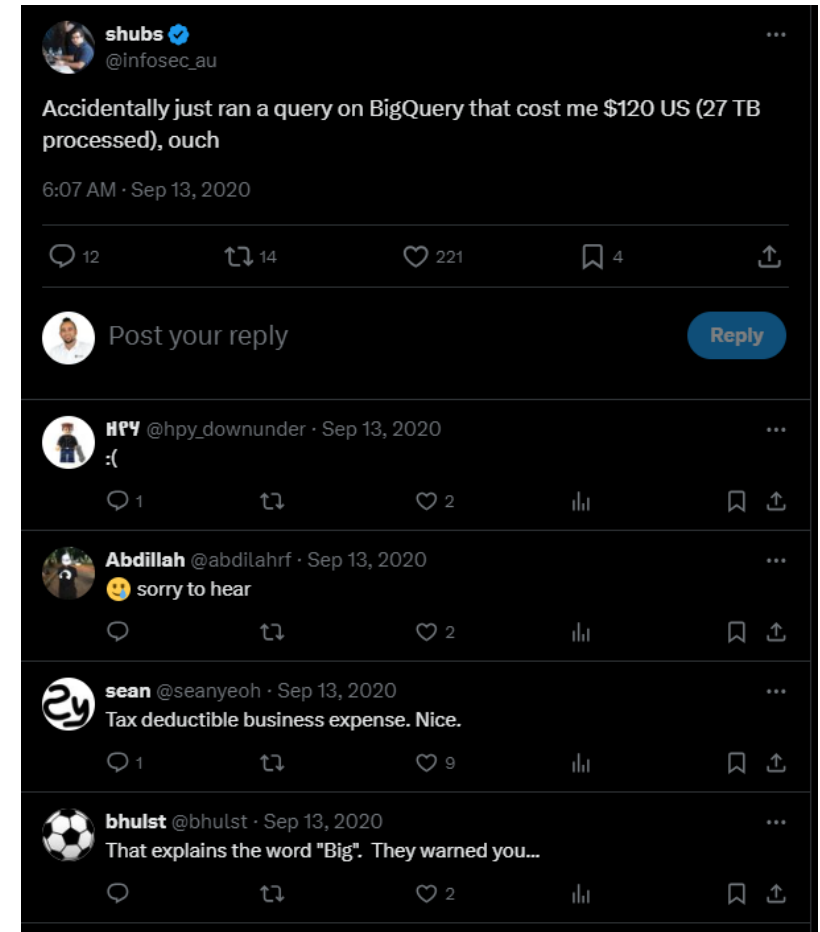 shubs
@infosec_au
Accidentally just ran a query on BigQuery that cost me $120 US (27 TB
processed), ouch
6:07 AM · Sep 13, 2020
12 14 221 4
Post your reply Reply
HPY @hpy_downunder · Sep 13, 2020
:(
1 2
Abdillah @abdilahrf · Sep 13, 2020
🥲 sorry to hear
2
sean @seanyeoh · Sep 13, 2020
Tax deductible business expense. Nice.
1 9
bhulst @bhulst · Sep 13, 2020
That explains the word "Big".  They warned you...
2